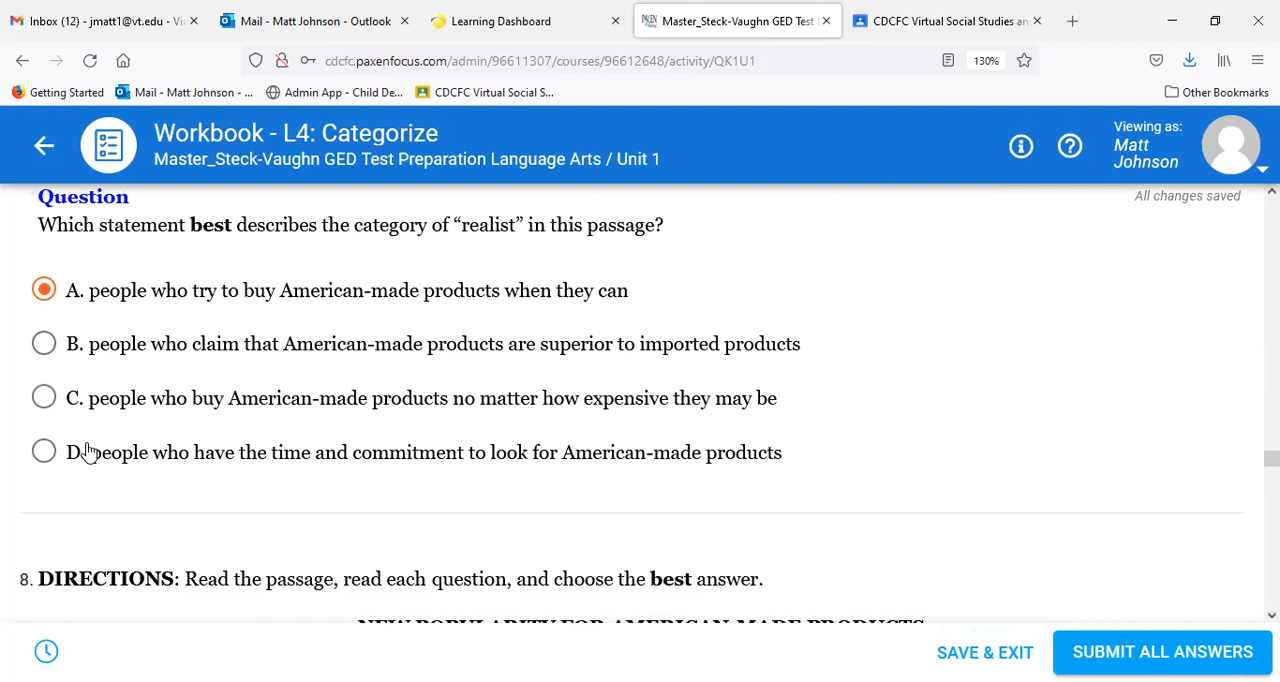 Inbox (12) - jmatt1@vt.edu - Vi
Mail - Matt Johnson - Outlook
Learning Dashboard
Master_Steck-Vaughn GED Test
CDCFC Virtual Social Studies an
cdcfc.paxenfocus.com/admin/96611307/courses/96612648/activity/QK1U1
130%
Getting Started
Mail - Matt Johnson - ...
Admin App - Child De...
CDCFC Virtual Social S...
Other Bookmarks
Workbook - L4: Categorize
Master_Steck-Vaughn GED Test Preparation Language Arts / Unit 1
Viewing as:
Matt
Johnson
All changes saved
Question
Which statement best describes the category of “realist” in this passage?
A. people who try to buy American-made products when they can
B. people who claim that American-made products are superior to imported products
C. people who buy American-made products no matter how expensive they may be
D. people who have the time and commitment to look for American-made products
8. DIRECTIONS: Read the passage, read each question, and choose the best answer.
NEW POPULARITY FOR AMERICAN-MADE PRODUCTS
SAVE & EXIT
SUBMIT ALL ANSWERS